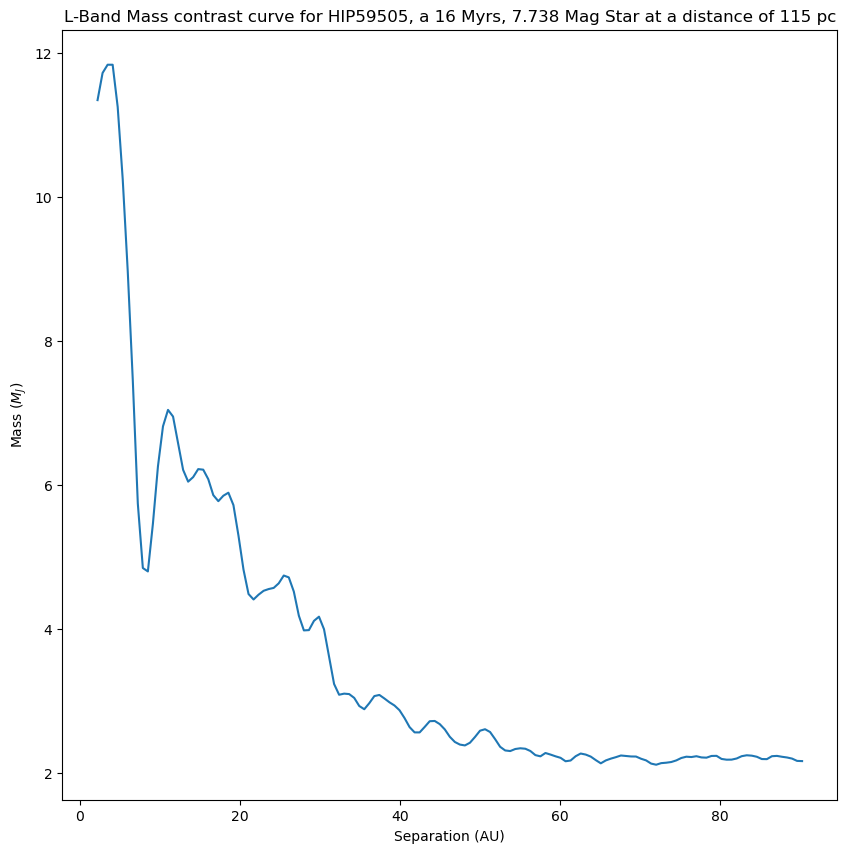 L-Band Mass contrast curve for HIP59505, a 16 Myrs, 7.738 Mag Star at a distance of 115 pc
12
10
8
6
4
2
Mass (M_J)
0 20 40 60 80
Separation (AU)